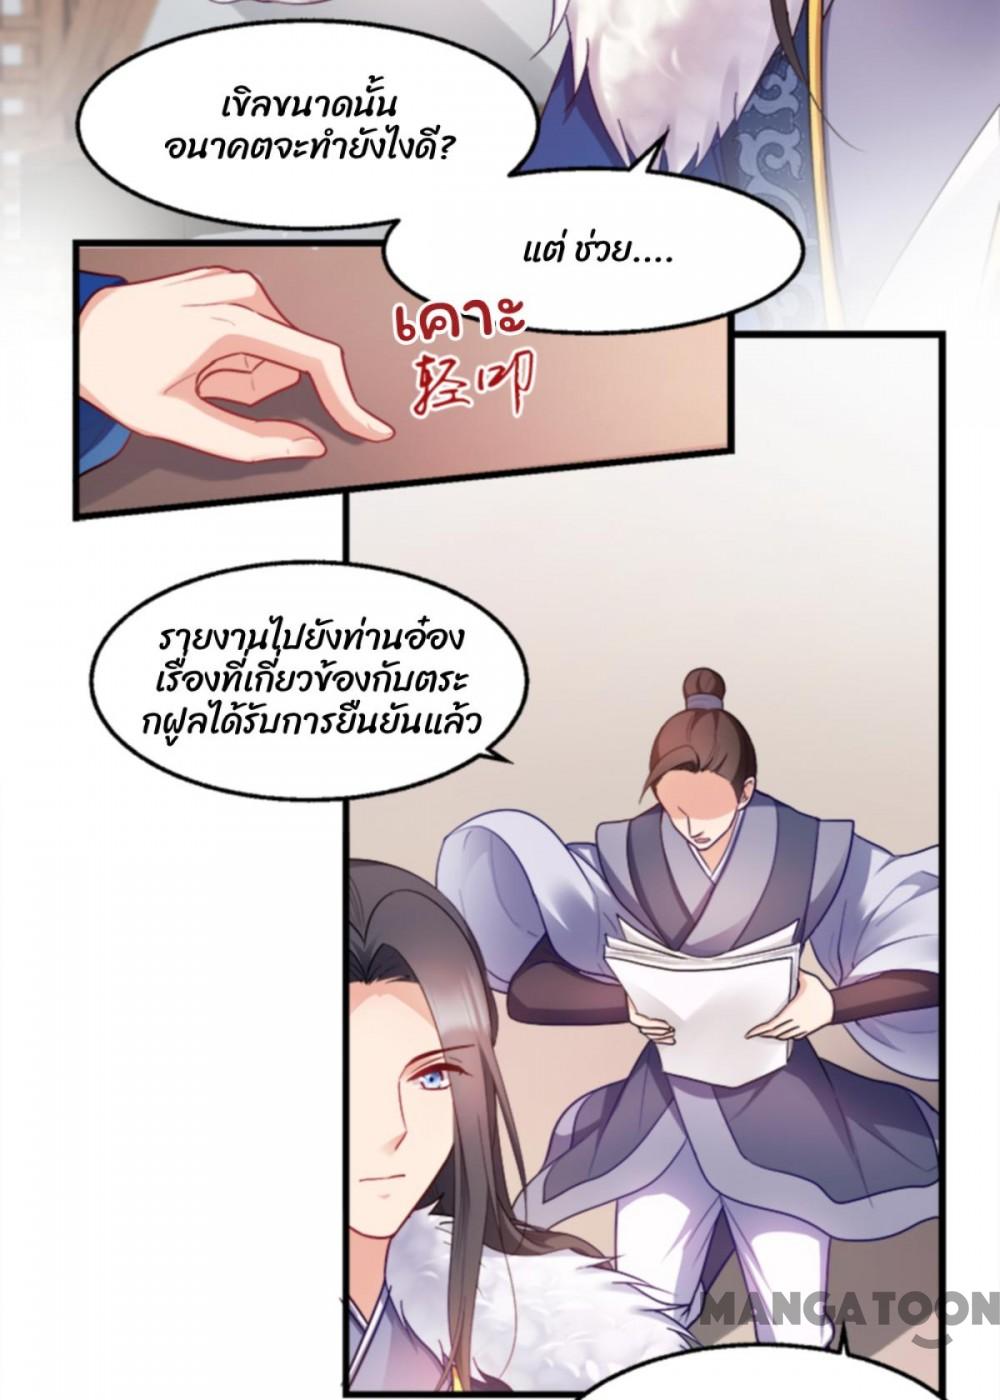 เขิลขนาดนั้น
อนาคตจะทำยังไงดี?
แต่ ช่วย....
เคาะ
轻叩
รายงานไปยังท่านอ๋อง
เรื่องที่เกี่ยวข้องกับตระ
กฝูลได้รับการยืนยันแล้ว
MANGATOON